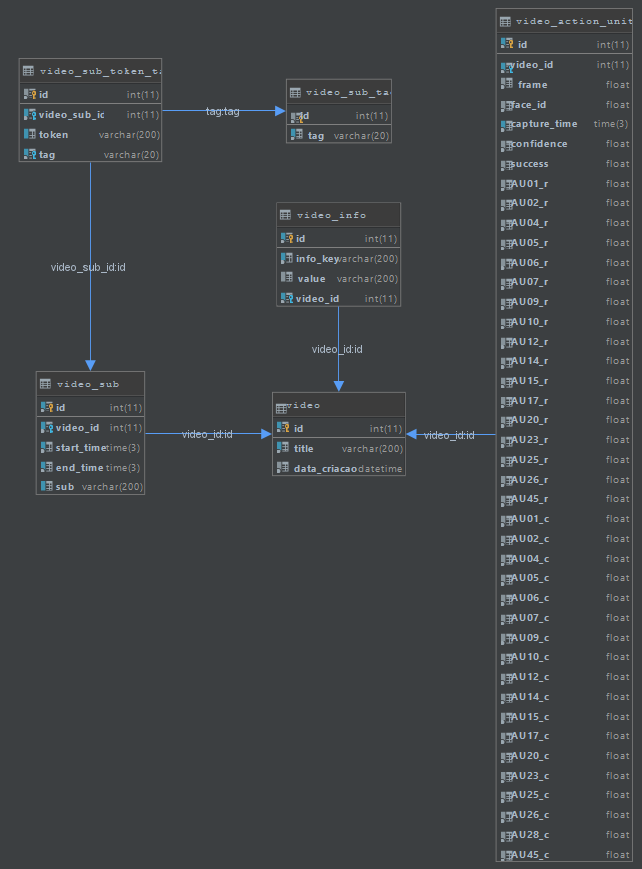 video_sub_token_ta
id int(11)
video_sub_ic int(11)
token varchar(200)
tag varchar(20)
tag:tag
video_sub_ta
id int(11)
tag varchar(20)
video_sub_id:id
video_info
id int(11)
info_key varchar(200)
value varchar(200)
video_id int(11)
video_id:id
video_sub
id int(11)
video_id int(11)
start_time time(3)
end_time time(3)
sub varchar(200)
video_id:id
video
id int(11)
title varchar(200)
data_criacao datetime
video_id:id
video_action_unit
id int(11)
video_id int(11)
frame float
face_id float
capture_time time(3)
confidence float
success float
AU01_r float
AU02_r float
AU04_r float
AU05_r float
AU06_r float
AU07_r float
AU09_r float
AU10_r float
AU12_r float
AU14_r float
AU15_r float
AU17_r float
AU20_r float
AU23_r float
AU25_r float
AU26_r float
AU45_r float
AU01_c float
AU02_c float
AU04_c float
AU05_c float
AU06_c float
AU07_c float
AU09_c float
AU10_c float
AU12_c float
AU14_c float
AU15_c float
AU17_c float
AU20_c float
AU23_c float
AU25_c float
AU26_c float
AU28_c float
AU45_c float